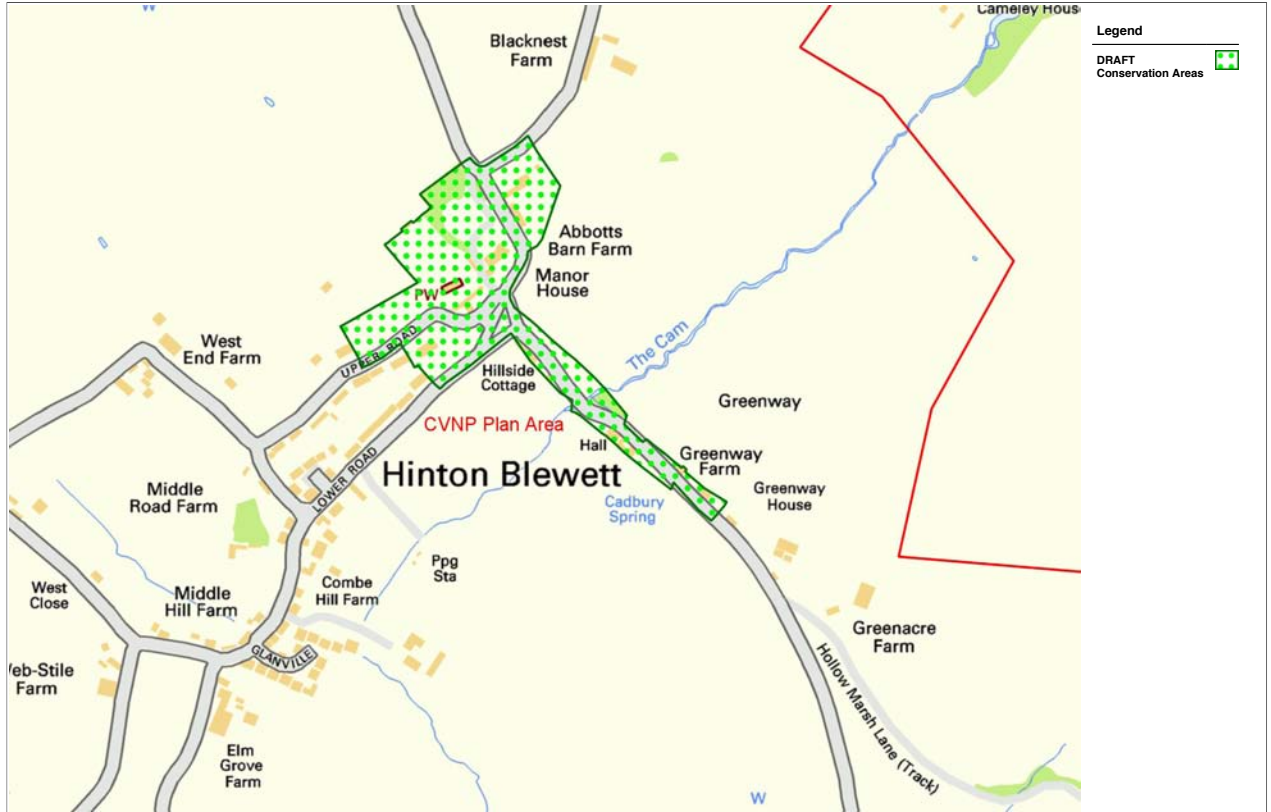 W
Blacknest
Farm
Cameley House
Legend
DRAFT
Conservation Areas
Abbotts
Barn Farm
Manor
House
PW
West
End Farm
UPPER ROAD
The Cam
Hillside
Cottage
Greenway
CVNP Plan Area
Hall
Greenway
Farm
Hinton Blewett
LOWER ROAD
Middle
Road Farm
Cadbury
Spring
Greenway
House
Ppg
Sta
West
Close
Middle
Hill Farm
Combe
Hill Farm
Greenacre
Farm
GLANVILLE
eb-Stile
Farm
Hollow Marsh Lane (Track)
Elm
Grove
Farm
W